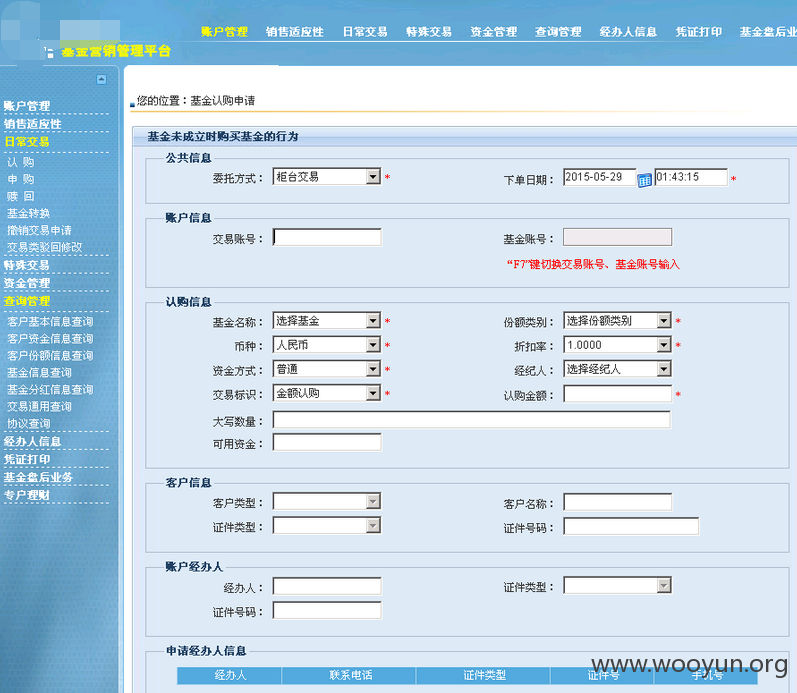 账户管理 销售适应性 日常交易 特殊交易 资金管理 查询管理 经办人信息 凭证打印 基金盘后业
基金营销管理平台
账户管理
销售适应性
日常交易
认 购
申 购
赎 回
基金转换
撤销交易申请
交易类驳回修改
特殊交易
资金管理
查询管理
客户基本信息查询
客户资金信息查询
客户份额信息查询
基金信息查询
基金分红信息查询
交易通用查询
协议查询
经办人信息
凭证打印
基金盘后业务
专户理财
您的位置：基金认购申请
基金未成立时购买基金的行为
公共信息
委托方式： 柜台交易 * 下单日期： 2015-05-29 01:43:15 *
账户信息
交易账号： 基金账号：
“F7”键切换交易账号、基金账号输入
认购信息
基金名称： 选择基金 * 份额类别： 选择份额类别 *
币种： 人民币 * 折扣率： 1.0000 *
资金方式： 普通 * 经纪人： 选择经纪人
交易标识： 金额认购 * 认购金额： *
大写数量：
可用资金：
客户信息
客户类型： 客户名称：
证件类型： 证件号码：
账户经办人
经办人： 证件类型：
证件号码：
申请经办人信息
经办人 联系电话 证件类型 证件号 手机号
www.wooyun.org